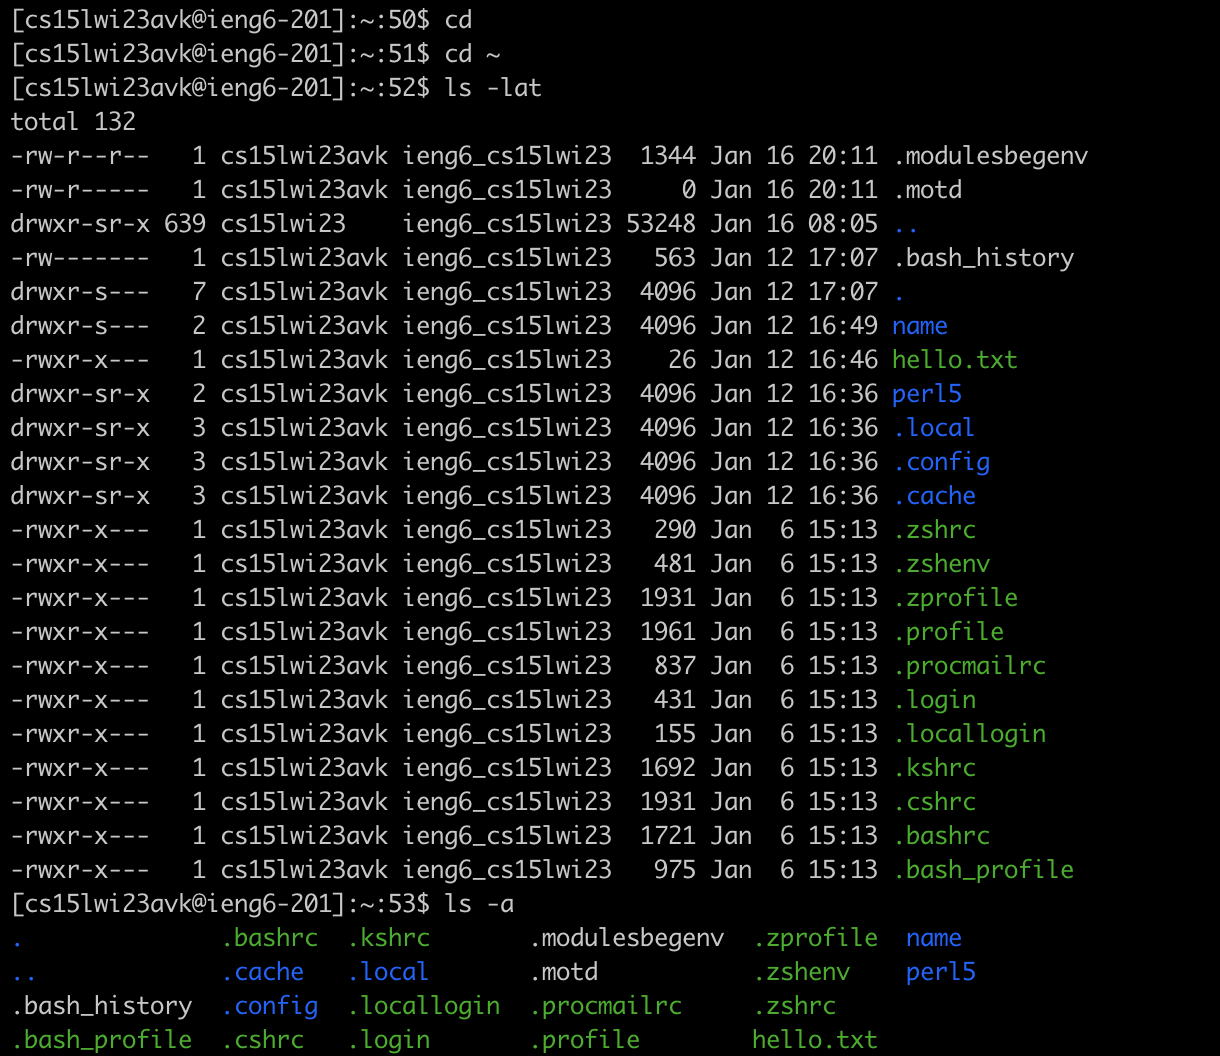 [cs15lwi23avk@ieng6-201]:~:50$ cd
[cs15lwi23avk@ieng6-201]:~:51$ cd ~
[cs15lwi23avk@ieng6-201]:~:52$ ls -lat
total 132
-rw-r--r--   1 cs15lwi23avk ieng6_cs15lwi23  1344 Jan 16 20:11 .modulesbegenv
-rw-r-----   1 cs15lwi23avk ieng6_cs15lwi23     0 Jan 16 20:11 .motd
drwxr-sr-x 639 cs15lwi23    ieng6_cs15lwi23 53248 Jan 16 08:05 ..
-rw-------   1 cs15lwi23avk ieng6_cs15lwi23   563 Jan 12 17:07 .bash_history
drwxr-s---   7 cs15lwi23avk ieng6_cs15lwi23  4096 Jan 12 17:07 .
drwxr-s---   2 cs15lwi23avk ieng6_cs15lwi23  4096 Jan 12 16:49 name
-rwxr-x---   1 cs15lwi23avk ieng6_cs15lwi23    26 Jan 12 16:46 hello.txt
drwxr-sr-x   2 cs15lwi23avk ieng6_cs15lwi23  4096 Jan 12 16:36 perl5
drwxr-sr-x   3 cs15lwi23avk ieng6_cs15lwi23  4096 Jan 12 16:36 .local
drwxr-sr-x   3 cs15lwi23avk ieng6_cs15lwi23  4096 Jan 12 16:36 .config
drwxr-sr-x   3 cs15lwi23avk ieng6_cs15lwi23  4096 Jan 12 16:36 .cache
-rwxr-x---   1 cs15lwi23avk ieng6_cs15lwi23   290 Jan  6 15:13 .zshrc
-rwxr-x---   1 cs15lwi23avk ieng6_cs15lwi23   481 Jan  6 15:13 .zshenv
-rwxr-x---   1 cs15lwi23avk ieng6_cs15lwi23  1931 Jan  6 15:13 .zprofile
-rwxr-x---   1 cs15lwi23avk ieng6_cs15lwi23  1961 Jan  6 15:13 .profile
-rwxr-x---   1 cs15lwi23avk ieng6_cs15lwi23   837 Jan  6 15:13 .procmailrc
-rwxr-x---   1 cs15lwi23avk ieng6_cs15lwi23   431 Jan  6 15:13 .login
-rwxr-x---   1 cs15lwi23avk ieng6_cs15lwi23   155 Jan  6 15:13 .locallogin
-rwxr-x---   1 cs15lwi23avk ieng6_cs15lwi23  1692 Jan  6 15:13 .kshrc
-rwxr-x---   1 cs15lwi23avk ieng6_cs15lwi23  1931 Jan  6 15:13 .cshrc
-rwxr-x---   1 cs15lwi23avk ieng6_cs15lwi23  1721 Jan  6 15:13 .bashrc
-rwxr-x---   1 cs15lwi23avk ieng6_cs15lwi23   975 Jan  6 15:13 .bash_profile
[cs15lwi23avk@ieng6-201]:~:53$ ls -a
.              .bashrc  .kshrc       .modulesbegenv  .zprofile  name
..             .cache   .local       .motd           .zshenv    perl5
.bash_history  .config  .locallogin  .procmailrc     .zshrc
.bash_profile  .cshrc   .login       .profile        hello.txt